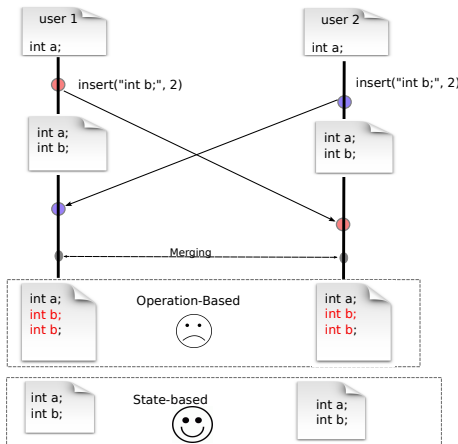 user 1
user 2
int a;
int a;
insert("int b;", 2)
insert("int b;", 2)
int a;
int b;
int a;
int b;
Merging
int a;
int b;
int b;
Operation-Based
int a;
int b;
int b;
int a;
int b;
State-based
int a;
int b;